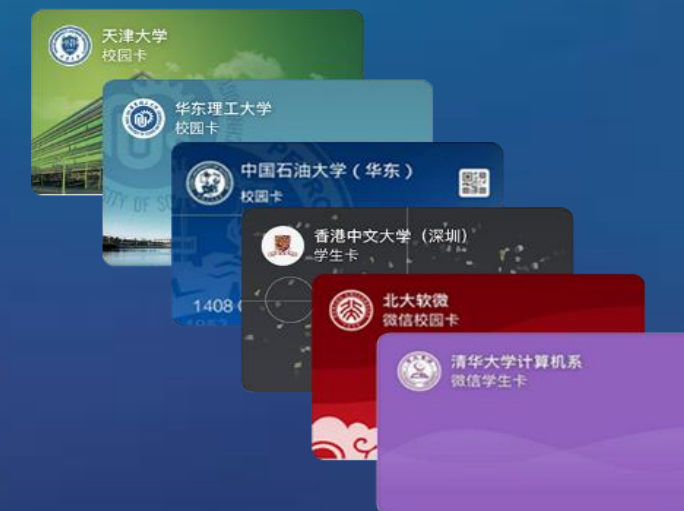 天津大学
校园卡
华东理工大学
校园卡
中国石油大学（华东）
校园卡
1408
香港中文大学（深圳）
学生卡
北大软微
微信校园卡
清华大学计算机系
微信学生卡